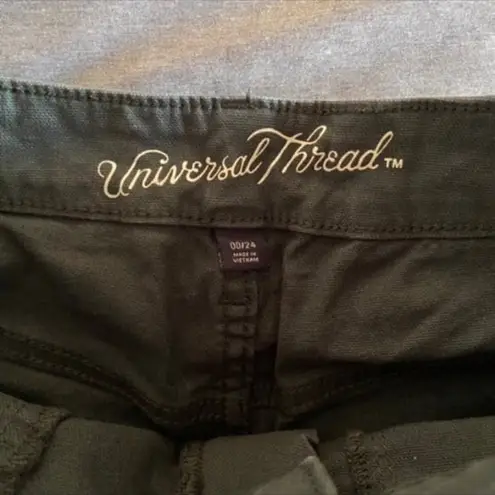 Universal Thread™
00/24
MADE IN
VIETNAM